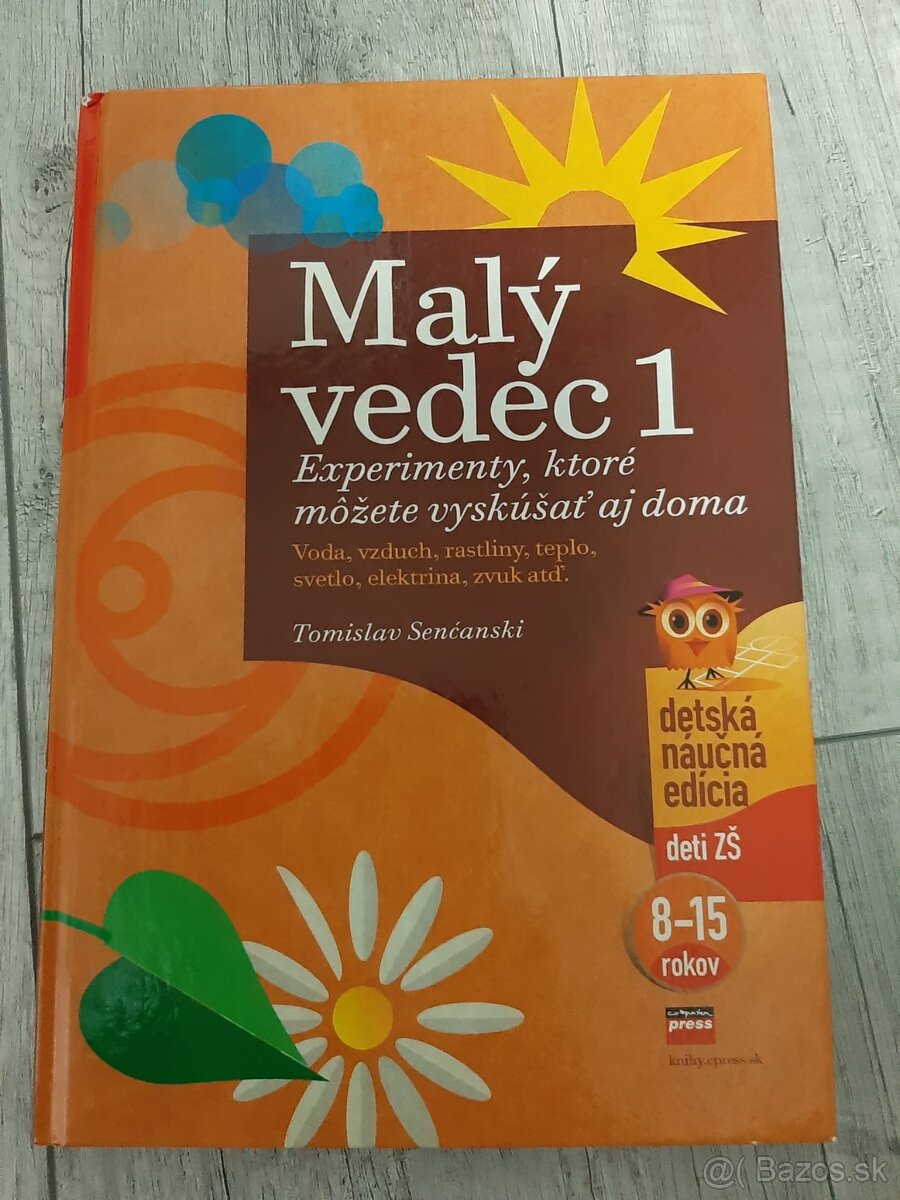 Malý
vedec 1
Experimenty, ktoré
môžete vyskúšať aj doma
Voda, vzduch, rastliny, teplo,
svetlo, elektrina, zvuk atď.
Tomislav Senćanski
detská
náučná
edícia
deti ZŠ
8–15
rokov
computer
press
knihy.cpress.sk
@( Bazos.sk